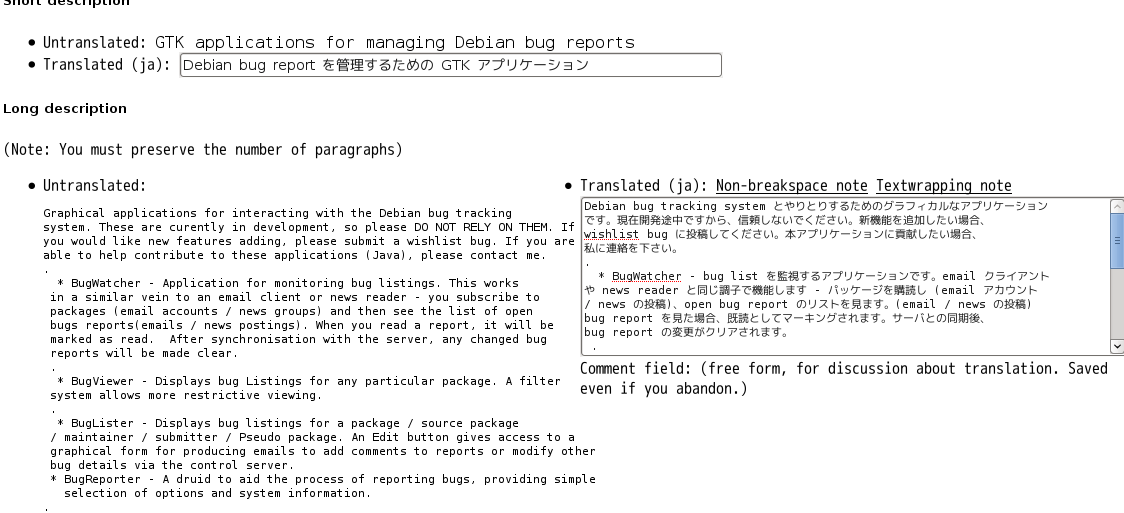 Short description
• Untranslated: GTK applications for managing Debian bug reports
• Translated (ja): Debian bug report を管理するための GTK アプリケーション
Long description
(Note: You must preserve the number of paragraphs)
• Untranslated:
Graphical applications for interacting with the Debian bug tracking
system. These are curently in development, so please DO NOT RELY ON THEM. If
you would like new features adding, please submit a wishlist bug. If you are
able to help contribute to these applications (Java), please contact me.
.
* BugWatcher - Application for monitoring bug listings. This works
in a similar vein to an email client or news reader - you subscribe to
packages (email accounts / news groups) and then see the list of open
bugs reports(emails / news postings). When you read a report, it will be
marked as read.  After synchronisation with the server, any changed bug
reports will be made clear.
.
* BugViewer - Displays bug Listings for any particular package. A filter
system allows more restrictive viewing.
.
* BugLister - Displays bug listings for a package / source package
/ maintainer / submitter / Pseudo package. An Edit button gives access to a
graphical form for producing emails to add comments to reports or modify other
bug details via the control server.
* BugReporter - A druid to aid the process of reporting bugs, providing simple
selection of options and system information.
.
• Translated (ja): Non-breakspace note Textwrapping note
Debian bug tracking system とやりとりするためのグラフィカルなアプリケーション
です。現在開発途中ですから、信頼しないでください。新機能を追加したい場合、
wishlist bug に投稿してください。本アプリケーションに貢献したい場合、
私に連絡を下さい。
.
* BugWatcher - bug list を監視するアプリケーションです。email クライアント
や news reader と同じ調子で機能します - パッケージを購読し (email アカウント
/ news の投稿)、open bug report のリストを見ます。(email / news の投稿)
bug report を見た場合、既読としてマーキングされます。サーバとの同期後、
bug report の変更がクリアされます。
.
Comment field: (free form, for discussion about translation. Saved
even if you abandon.)